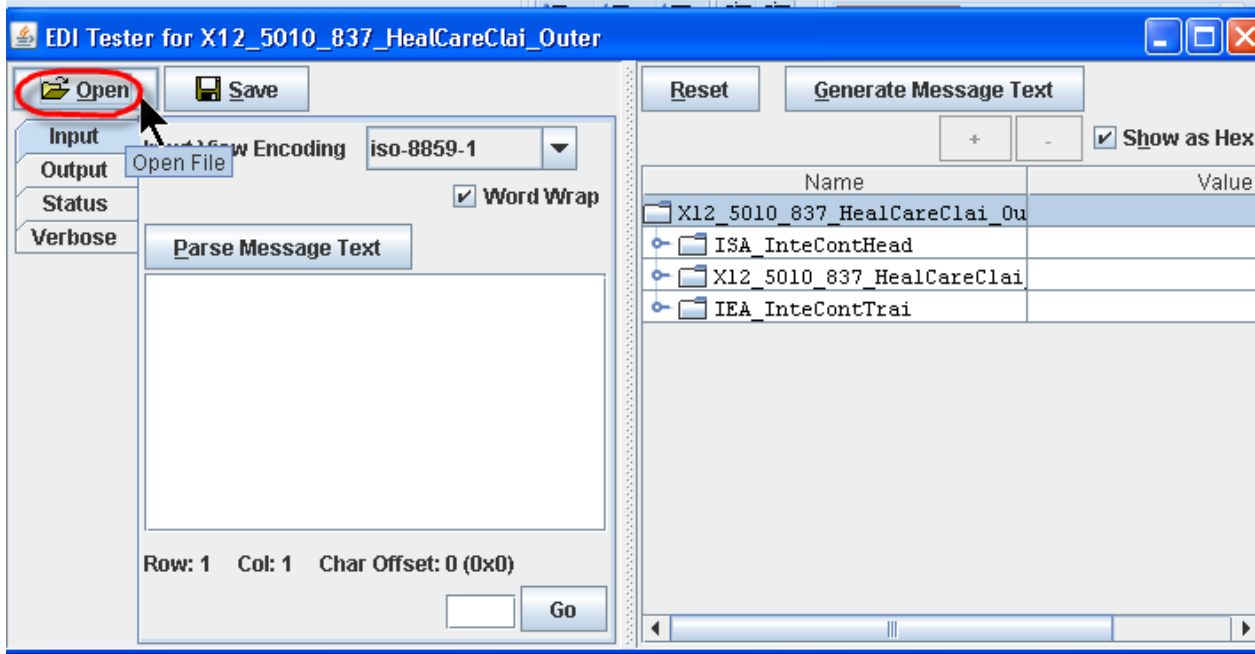 EDI Tester for X12_5010_837_HealCareClai_Outer
Open Save
Input
Output
Status
Verbose
Encoding iso-8859-1
Open File
Word Wrap
Parse Message Text
Row: 1 Col: 1 Char Offset: 0 (0x0)
Go
Reset Generate Message Text
+ - Show as Hex
Name Value
X12_5010_837_HealCareClai_Ou
ISA_InteContHead
X12_5010_837_HealCareClai
IEA_InteContTrai